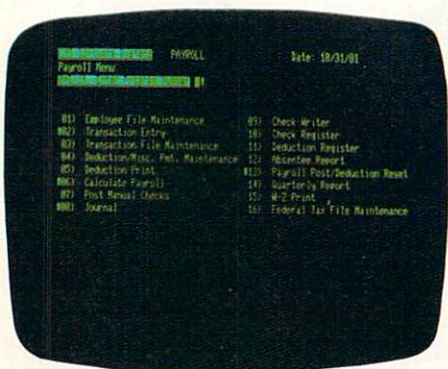 PAYROLL Date: 10/31/81
Payroll Menu
01) Employee File Maintenance
#02) Transaction Entry
03) Transaction File Maintenance
04) Deduction/Misc. Pmt. Maintenance
05) Deduction Print
#06) Calculate Payroll
07) Post Manual Checks
#08) Journal
09) Check Writer
10) Check Register
11) Deduction Register
12) Absentee Report
#13) Payroll Post/Deduction Reset
14) Quarterly Report
15) W-2 Print
16) Federal Tax File Maintenance